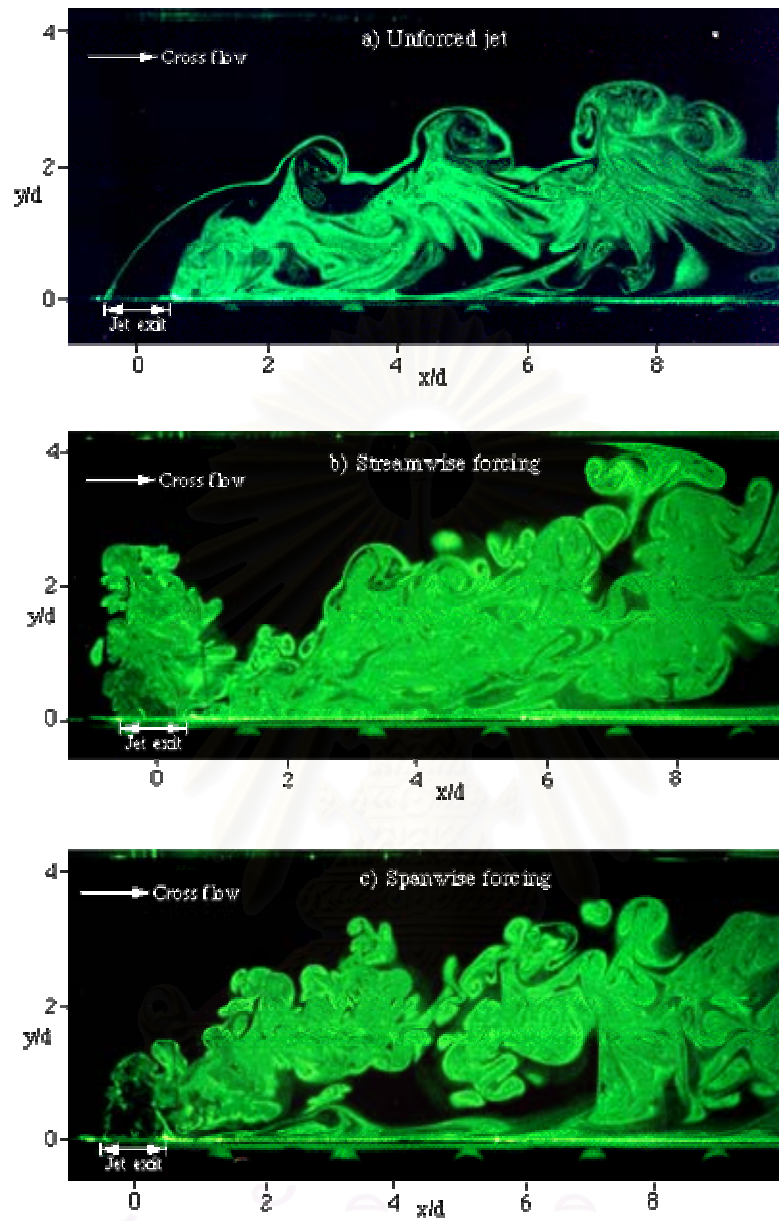 4
a) Unforced jet
Cross flow
2
y/d
0
Jet exit
0 2 4 6 8
x/d
4
b) Streamwise forcing
Cross flow
2
y/d
0
Jet exit
0 2 4 6 8
x/d
4
c) Spanwise forcing
Cross flow
2
y/d
0
Jet exit
0 2 4 6 8
x/d